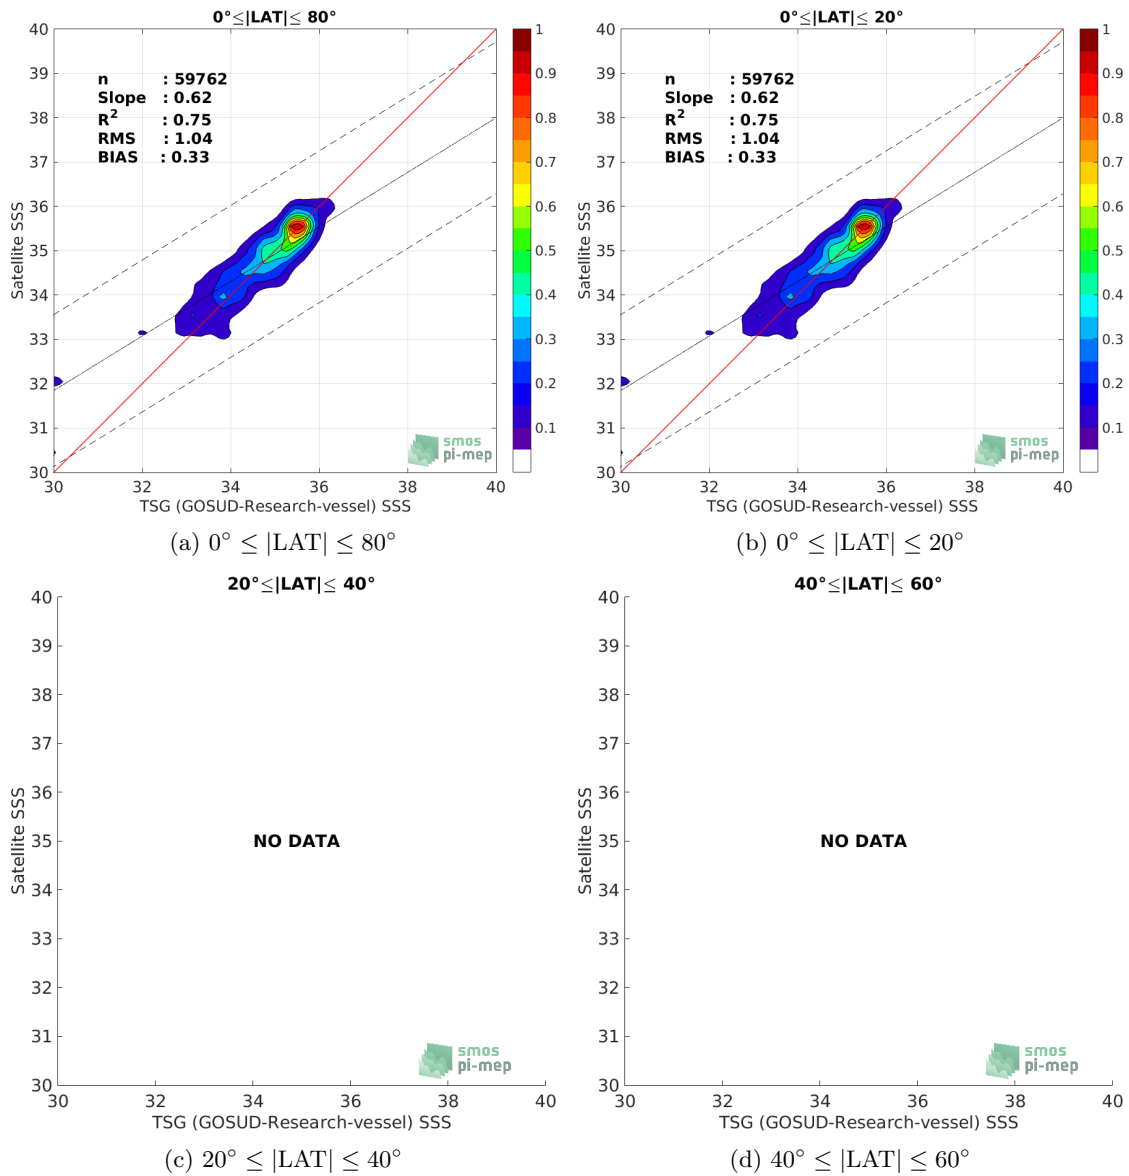 0°≤|LAT|≤ 80°
40
39
38
37
36
35
34
33
32
31
30
Satellite SSS
n : 59762
Slope : 0.62
R² : 0.75
RMS : 1.04
BIAS : 0.33
1
0.9
0.8
0.7
0.6
0.5
0.4
0.3
0.2
0.1
smos
pi-mep
30 32 34 36 38 40
TSG (GOSUD-Research-vessel) SSS
(a) 0° ≤ |LAT| ≤ 80°
0°≤|LAT|≤ 20°
40
39
38
37
36
35
34
33
32
31
30
Satellite SSS
n : 59762
Slope : 0.62
R² : 0.75
RMS : 1.04
BIAS : 0.33
1
0.9
0.8
0.7
0.6
0.5
0.4
0.3
0.2
0.1
smos
pi-mep
30 32 34 36 38 40
TSG (GOSUD-Research-vessel) SSS
(b) 0° ≤ |LAT| ≤ 20°
20°≤|LAT|≤ 40°
40
39
38
37
36
35
34
33
32
31
30
Satellite SSS
NO DATA
smos
pi-mep
30 32 34 36 38 40
TSG (GOSUD-Research-vessel) SSS
(c) 20° ≤ |LAT| ≤ 40°
40°≤|LAT|≤ 60°
40
39
38
37
36
35
34
33
32
31
30
Satellite SSS
NO DATA
smos
pi-mep
30 32 34 36 38 40
TSG (GOSUD-Research-vessel) SSS
(d) 40° ≤ |LAT| ≤ 60°